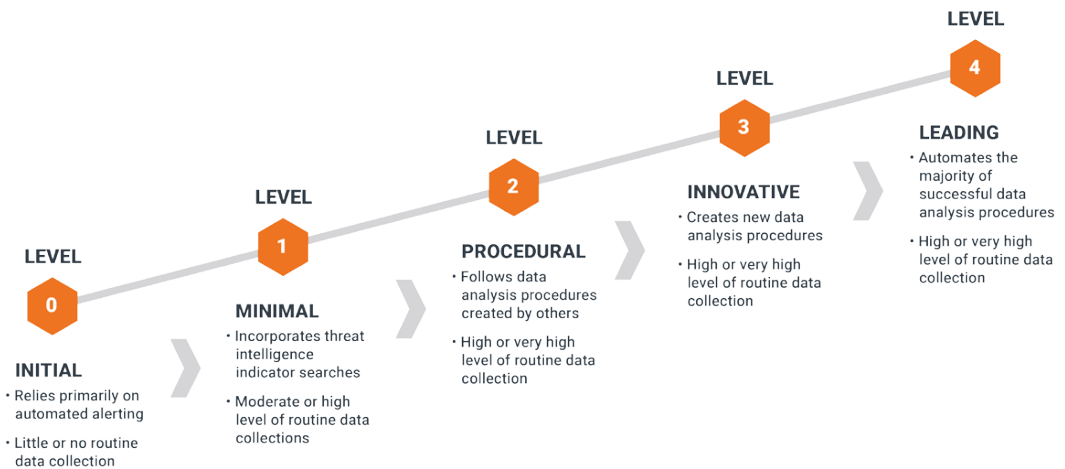 LEVEL
0
INITIAL
• Relies primarily on
automated alerting
• Little or no routine
data collection
LEVEL
1
MINIMAL
• Incorporates threat
intelligence
indicator searches
• Moderate or high
level of routine data
collections
LEVEL
2
PROCEDURAL
• Follows data
analysis procedures
created by others
• High or very high
level of routine data
collection
LEVEL
3
INNOVATIVE
• Creates new data
analysis procedures
• High or very high
level of routine data
collection
LEVEL
4
LEADING
• Automates the
majority of
successful data
analysis procedures
• High or very high
level of routine data
collection